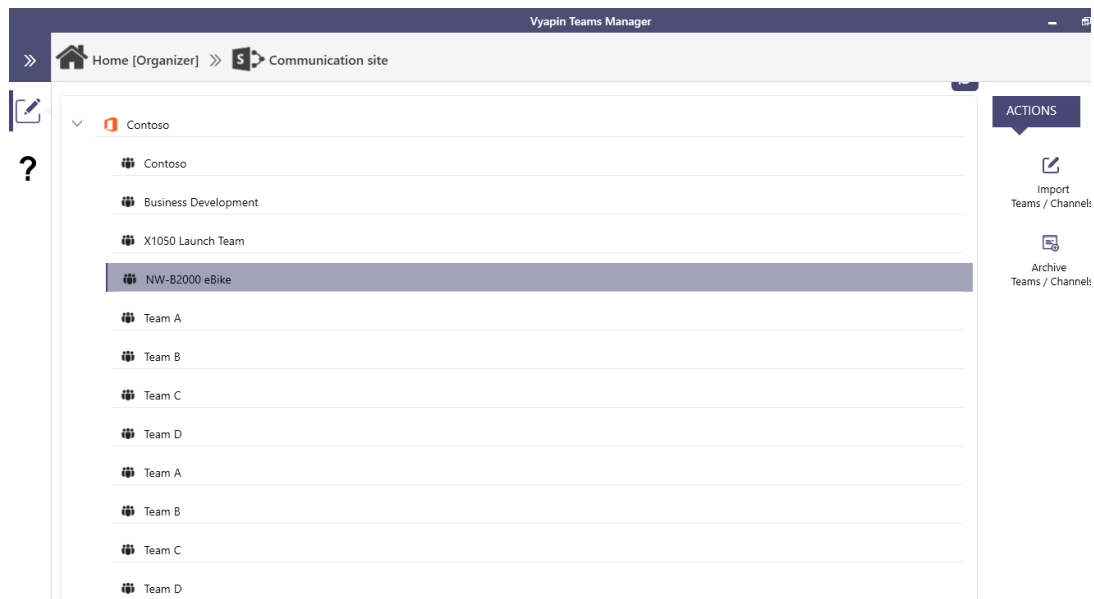 Vyapin Teams Manager
Home [Organizer] Communication site
Contoso
Contoso
Business Development
X1050 Launch Team
NW-B2000 eBike
Team A
Team B
Team C
Team D
Team A
Team B
Team C
Team D
ACTIONS
Import
Teams / Channels
Archive
Teams / Channels